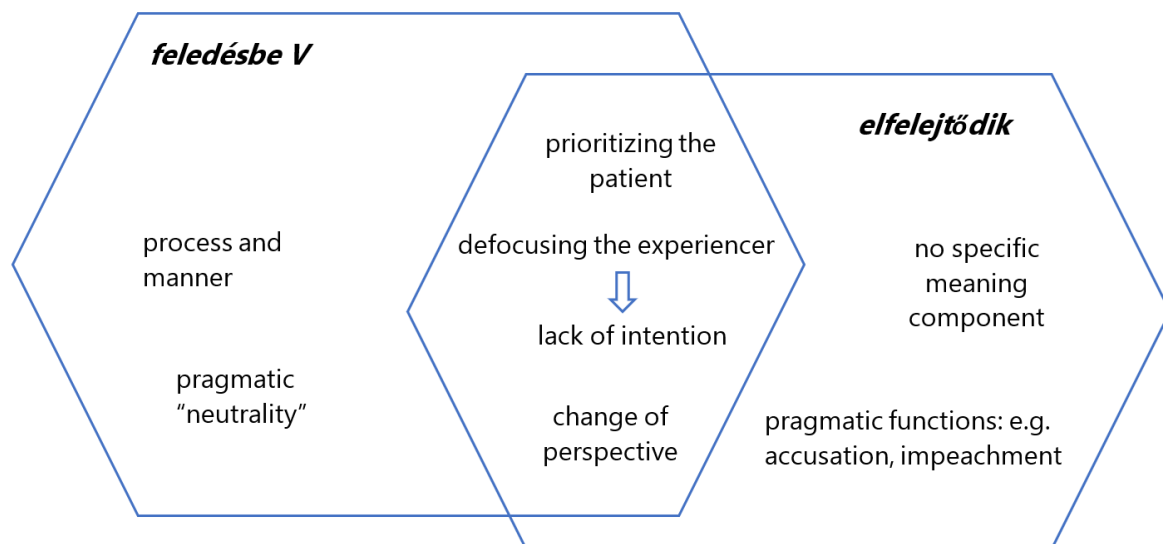 feledésbe V
process and
manner
pragmatic
“neutrality”
prioritizing the
patient
defocusing the experiencer
lack of intention
change of
perspective
elfelejtődik
no specific
meaning
component
pragmatic functions: e.g.
accusation, impeachment